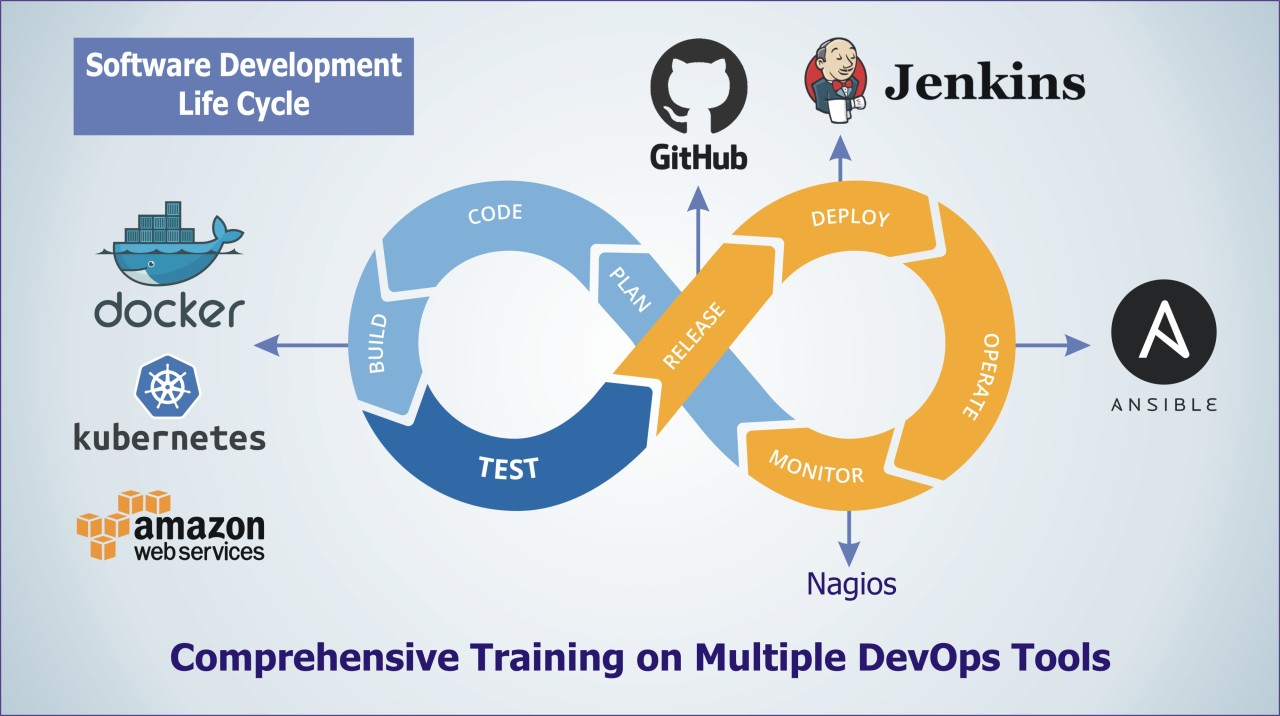 Software Development
Life Cycle
GitHub
Jenkins
docker
kubernetes
amazon
web services
CODE
PLAN
BUILD
TEST
RELEASE
DEPLOY
OPERATE
MONITOR
ANSIBLE
Nagios
Comprehensive Training on Multiple DevOps Tools